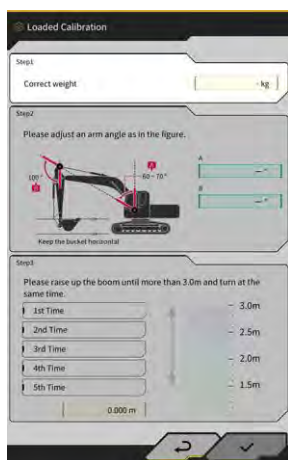 Loaded Calibration
Step1
Correct weight
- kg
Step2
Please adjust an arm angle as in the figure.
100°
B
A
60~70°
A
—°
B
—°
Keep the bucket horizontal
Step3
Please raise up the boom until more than 3.0m and turn at the
same time.
1st Time
2nd Time
3rd Time
4th Time
5th Time
0.000 m
- 3.0m
- 2.5m
- 2.0m
- 1.5m